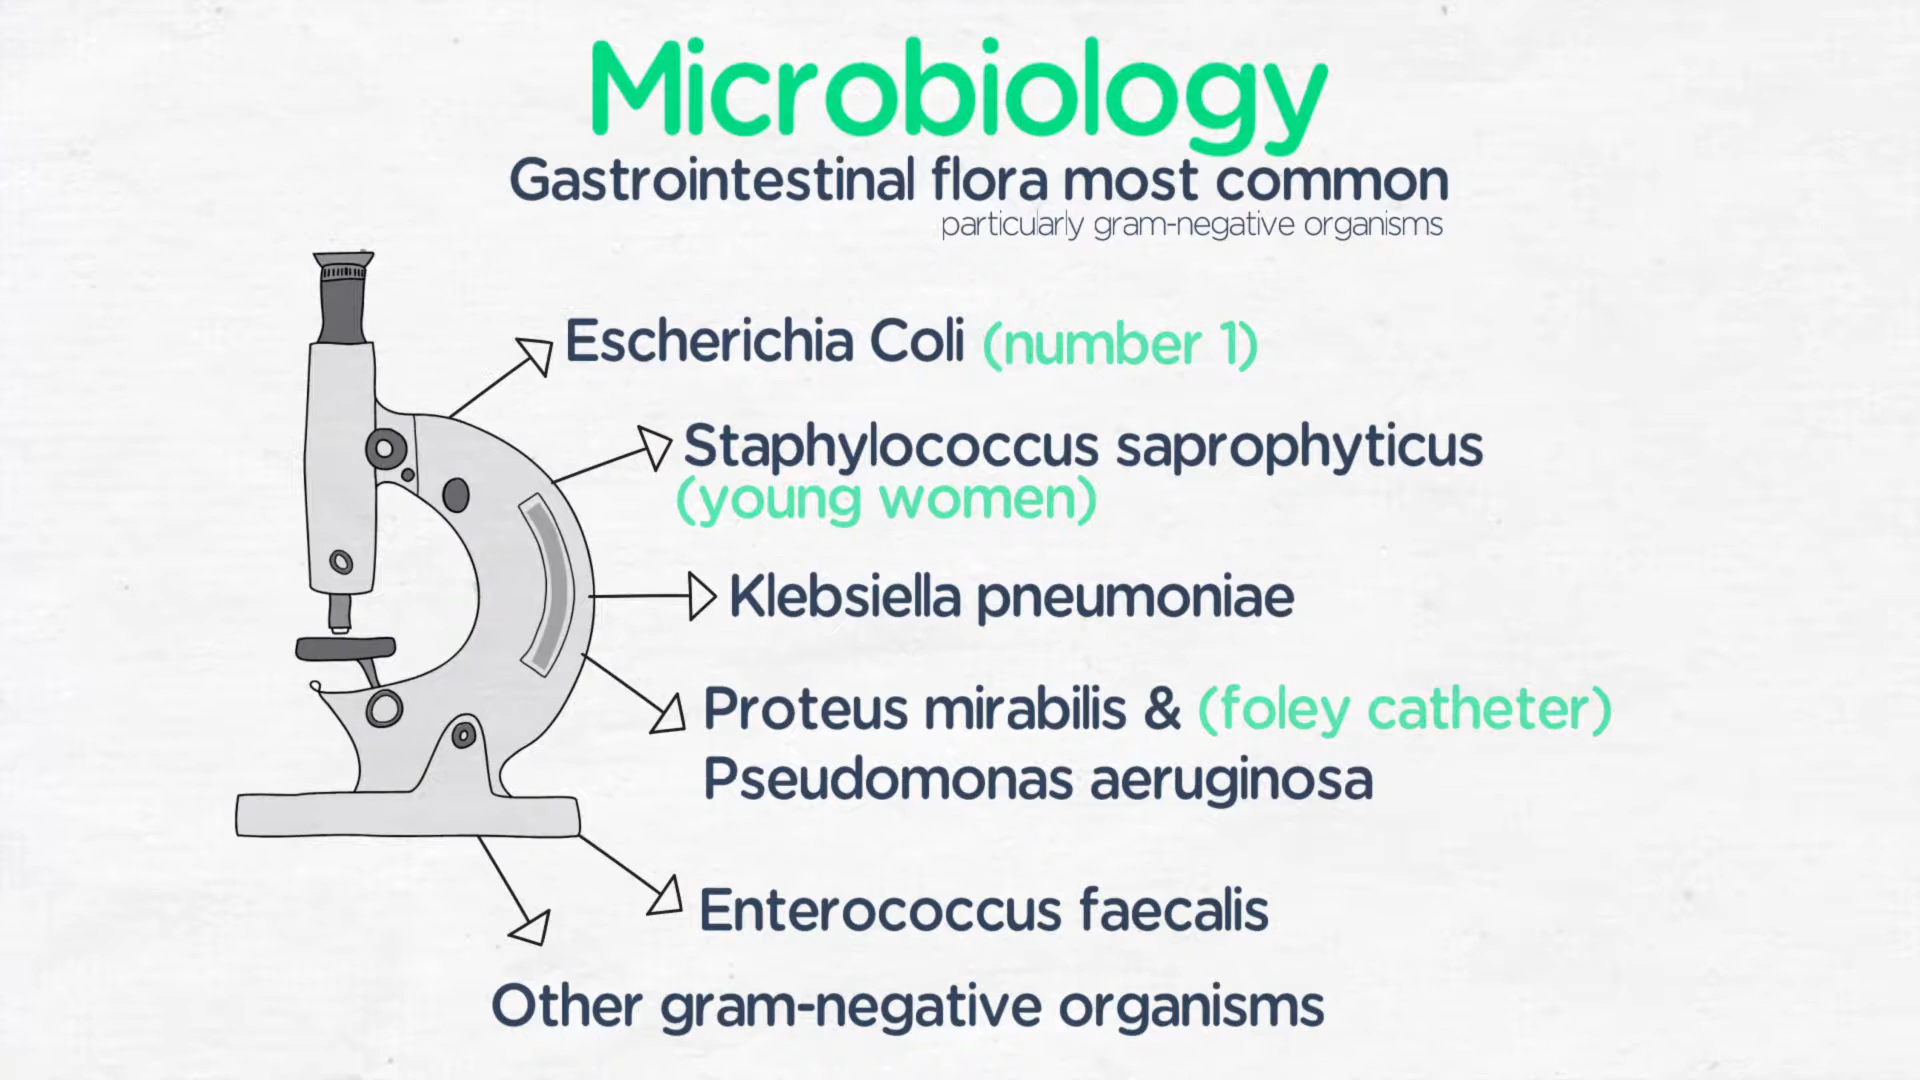 Microbiology
Gastrointestinal flora most common
particularly gram-negative organisms
Escherichia Coli (number 1)
Staphylococcus saprophyticus
(young women)
Klebsiella pneumoniae
Proteus mirabilis & (foley catheter)
Pseudomonas aeruginosa
Enterococcus faecalis
Other gram-negative organisms